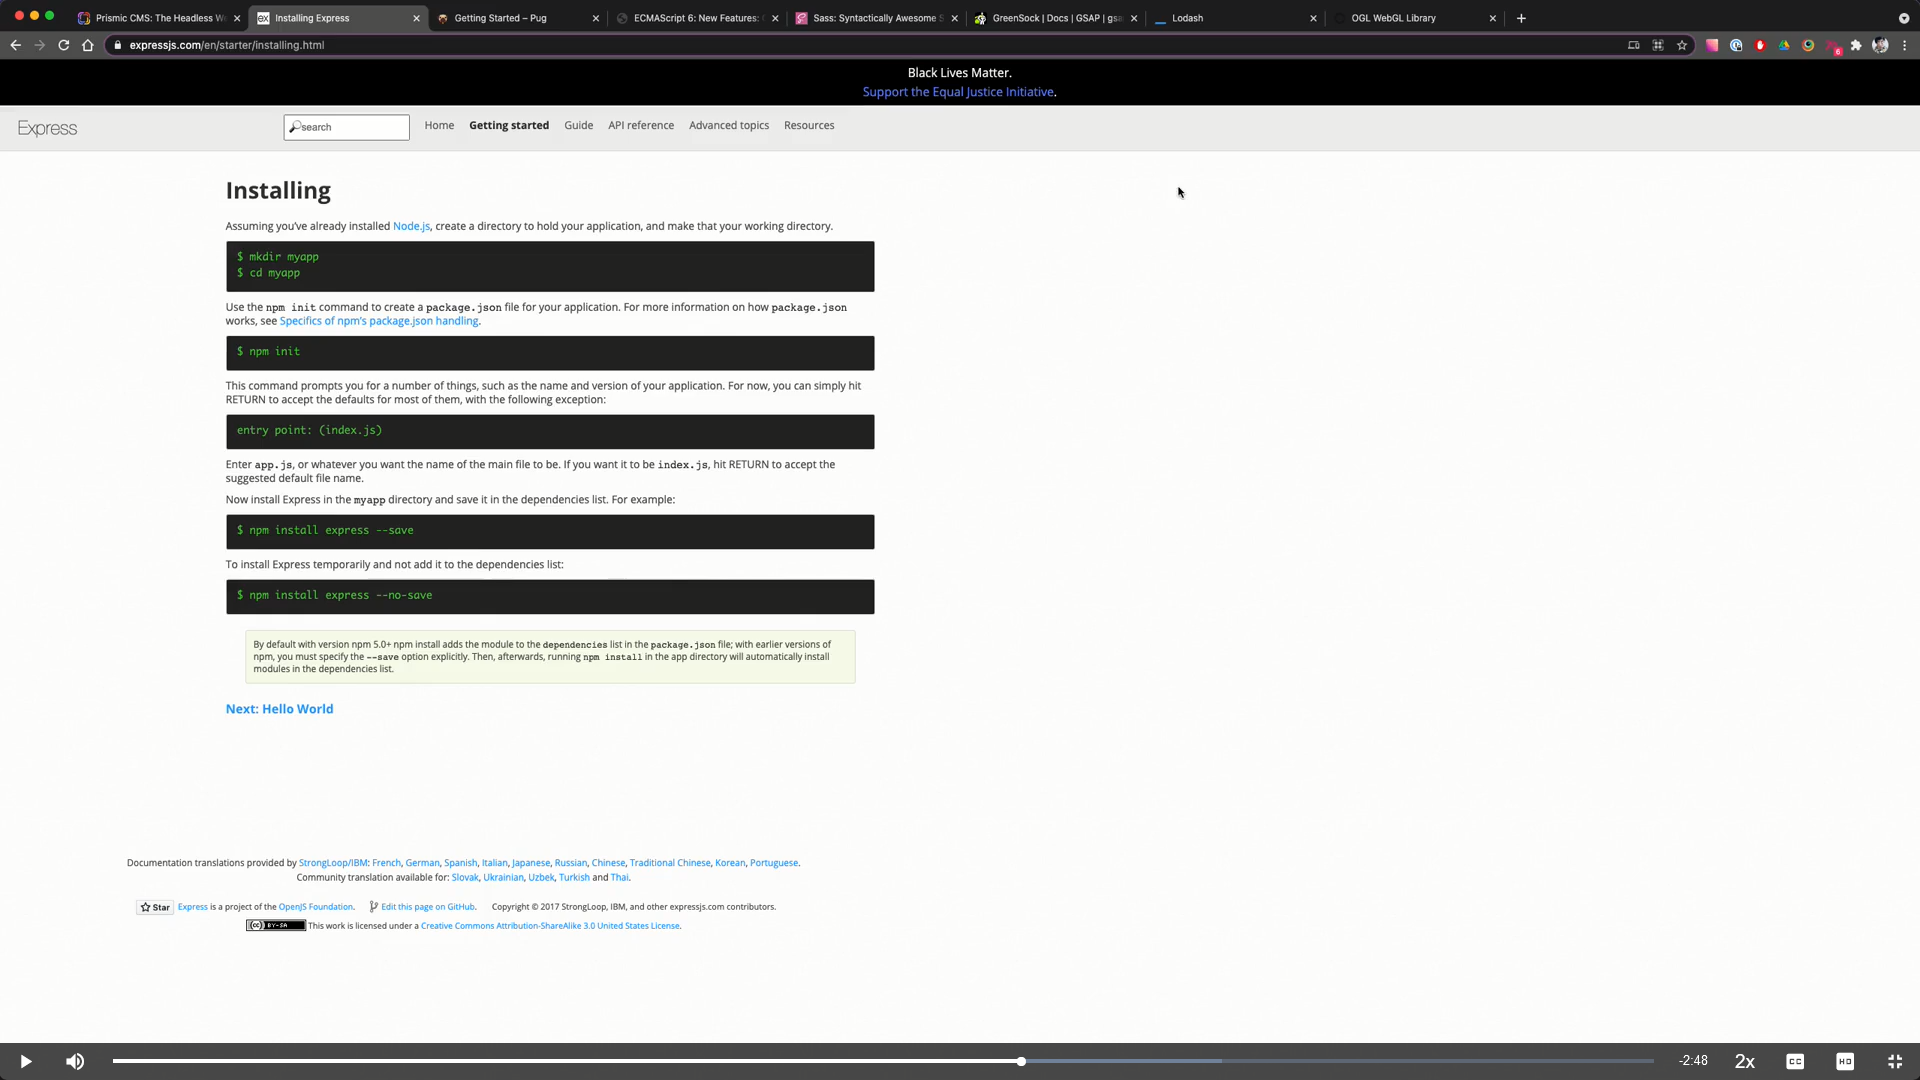 Prismic CMS: The Headless We
Installing Express
Getting Started – Pug
ECMAScript 6: New Features:
Sass: Syntactically Awesome S
GreenSock | Docs | GSAP | gsa
Lodash
OGL WebGL Library
expressjs.com/en/starter/installing.html
6
Black Lives Matter.
Support the Equal Justice Initiative.
Express
search
Home
Getting started
Guide
API reference
Advanced topics
Resources
Installing
Assuming you've already installed Node.js, create a directory to hold your application, and make that your working directory.
$ mkdir myapp
$ cd myapp
Use the npm init command to create a package.json file for your application. For more information on how package.json
works, see Specifics of npm's package.json handling.
$ npm init
This command prompts you for a number of things, such as the name and version of your application. For now, you can simply hit
RETURN to accept the defaults for most of them, with the following exception:
entry point: (index.js)
Enter app.js, or whatever you want the name of the main file to be. If you want it to be index.js, hit RETURN to accept the
suggested default file name.
Now install Express in the myapp directory and save it in the dependencies list. For example:
$ npm install express --save
To install Express temporarily and not add it to the dependencies list:
$ npm install express --no-save
By default with version npm 5.0+ npm install adds the module to the dependencies list in the package.json file; with earlier versions of
npm, you must specify the --save option explicitly. Then, afterwards, running npm install in the app directory will automatically install
modules in the dependencies list.
Next: Hello World
Documentation translations provided by StrongLoop/IBM: French, German, Spanish, Italian, Japanese, Russian, Chinese, Traditional Chinese, Korean, Portuguese.
Community translation available for: Slovak, Ukrainian, Uzbek, Turkish and Thai.
Star
Express is a project of the OpenJS Foundation.
Edit this page on GitHub.
Copyright © 2017 StrongLoop, IBM, and other expressjs.com contributors.
(cc) BY-SA
This work is licensed under a Creative Commons Attribution-ShareAlike 3.0 United States License.
-2:48
2x
CC
HD